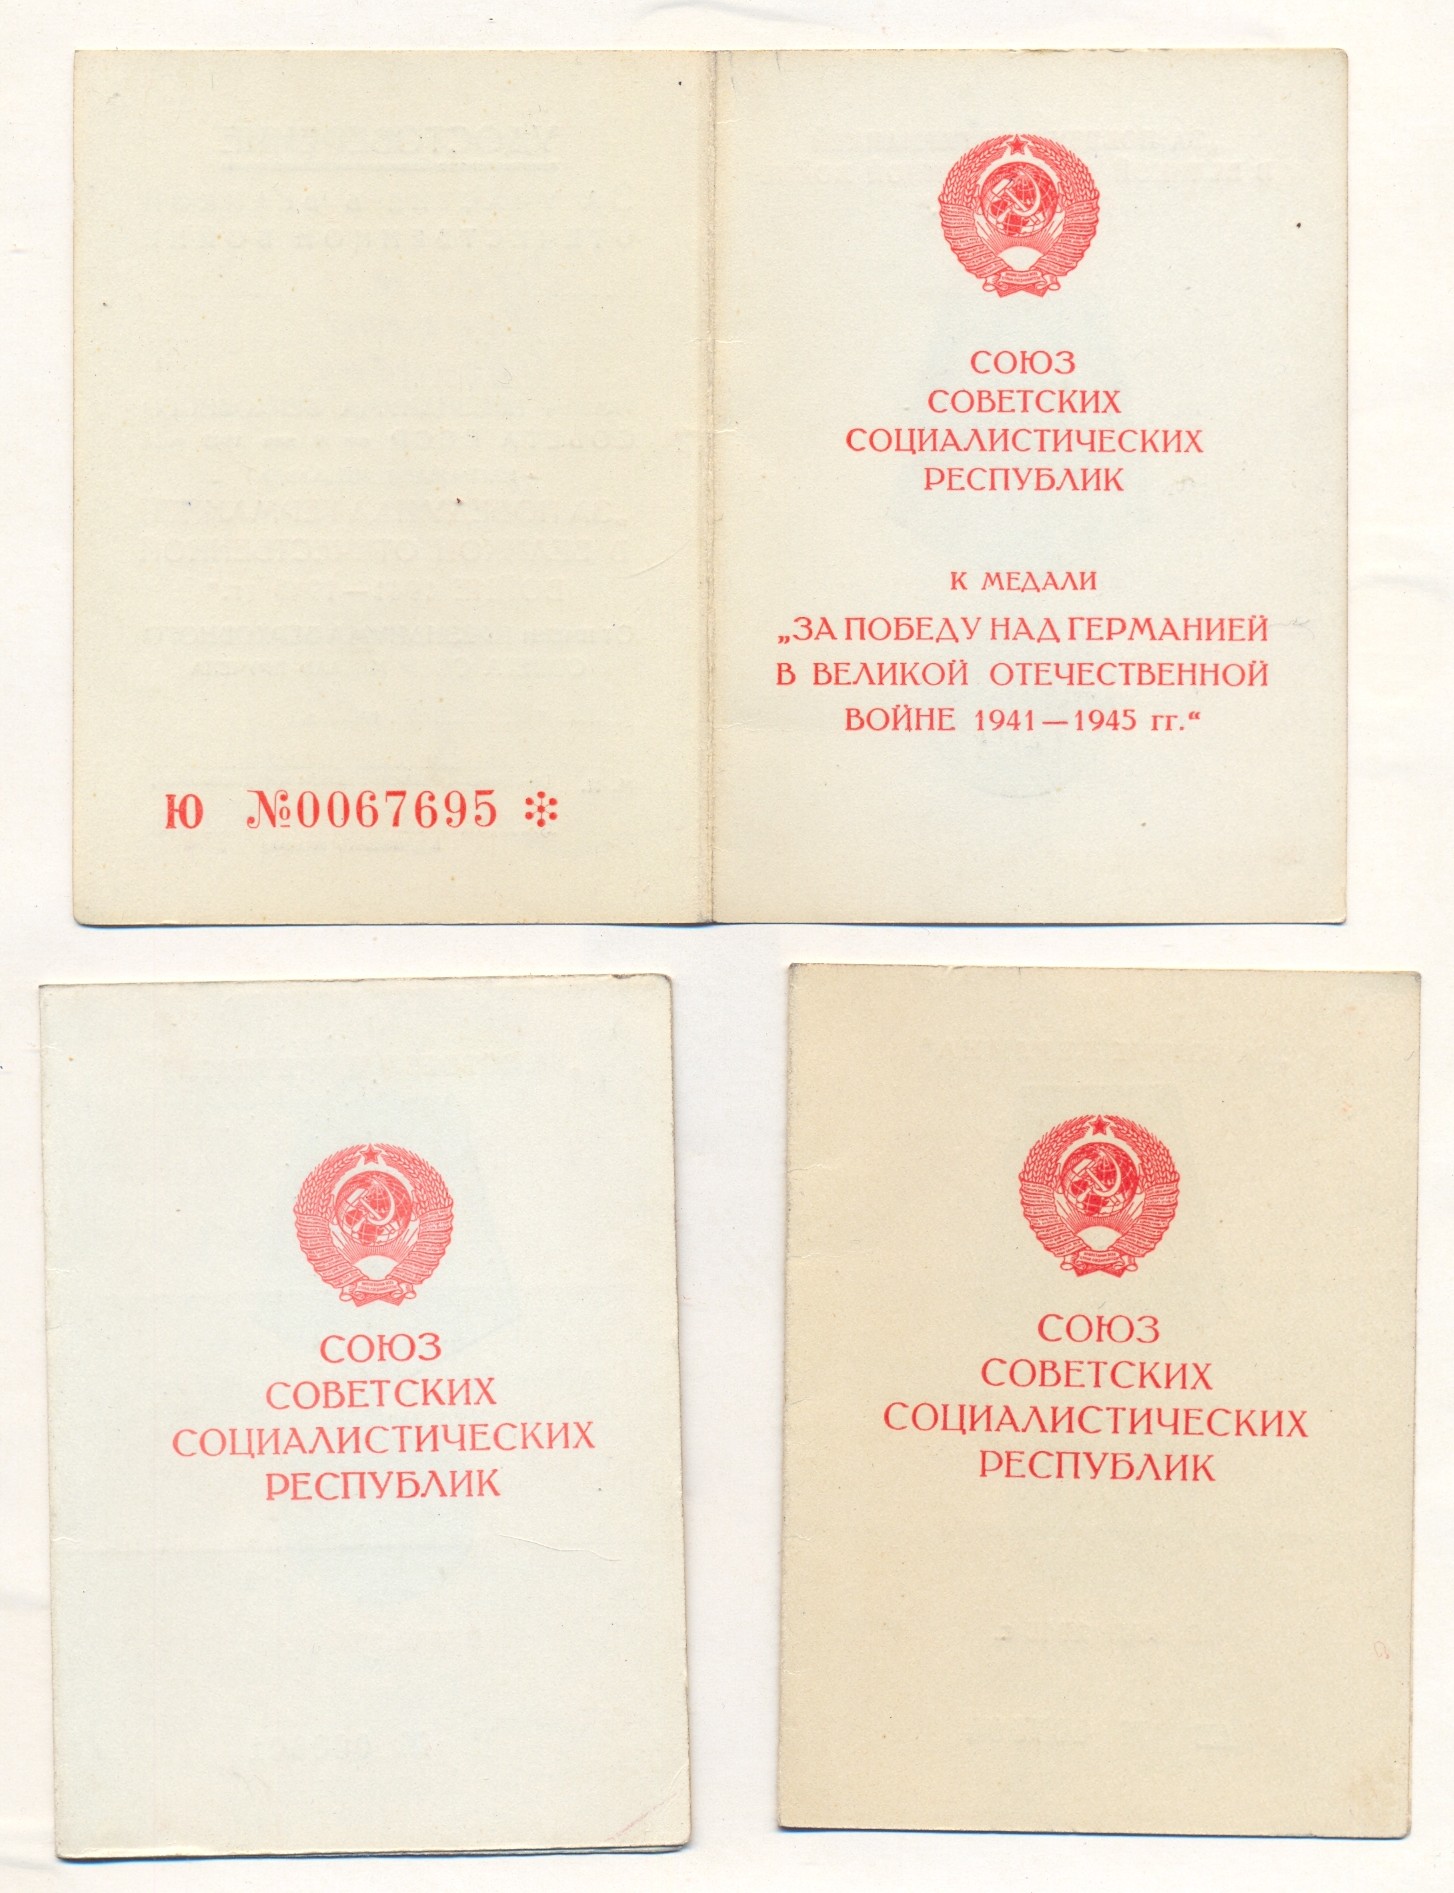 СОЮЗ
СОВЕТСКИХ
СОЦИАЛИСТИЧЕСКИХ
РЕСПУБЛИК
К МЕДАЛИ
„ЗА ПОБЕДУ НАД ГЕРМАНИЕЙ
В ВЕЛИКОЙ ОТЕЧЕСТВЕННОЙ
ВОЙНЕ 1941—1945 гг.“
Ю №0067695
СОЮЗ
СОВЕТСКИХ
СОЦИАЛИСТИЧЕСКИХ
РЕСПУБЛИК
СОЮЗ
СОВЕТСКИХ
СОЦИАЛИСТИЧЕСКИХ
РЕСПУБЛИК